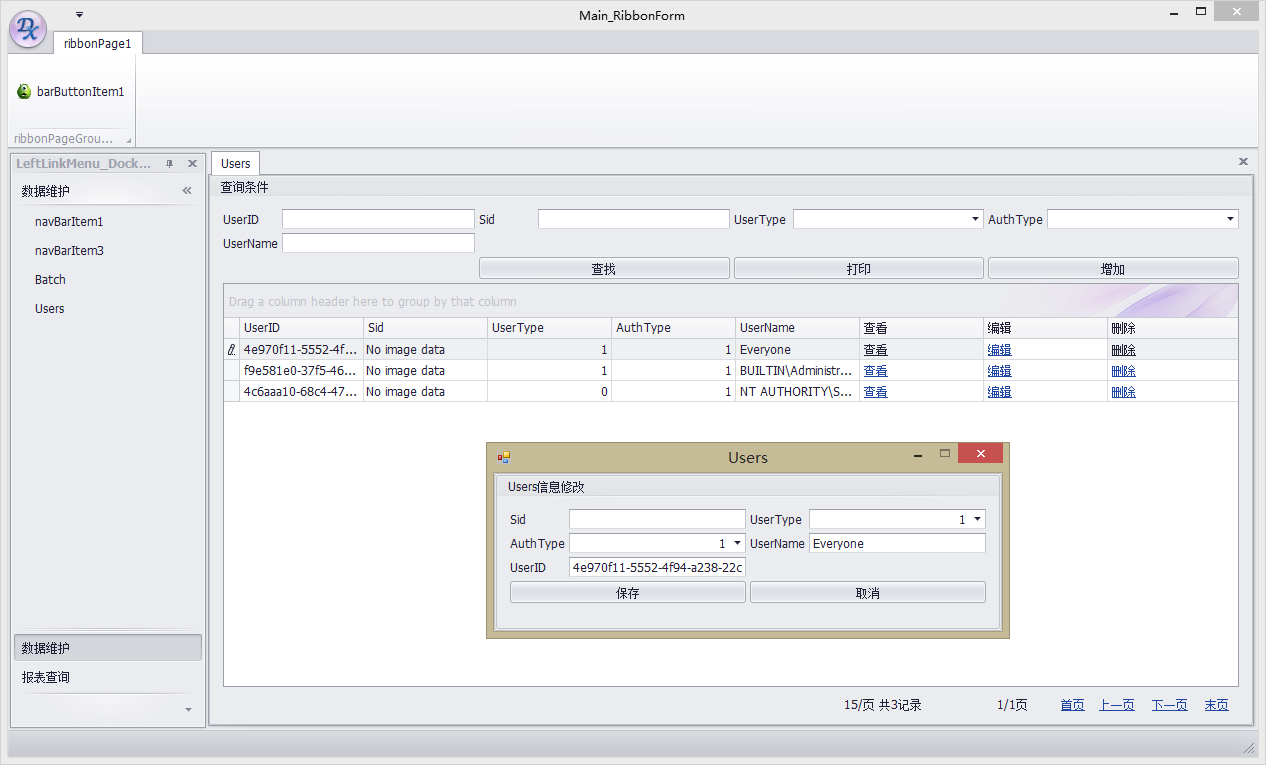 Main_RibbonForm
ribbonPage1
barButtonItem1
ribbonPageGrou...
LeftLinkMenu_Dock...
数据维护
navBarItem1
navBarItem3
Batch
Users
数据维护
报表查询
Users
查询条件
UserID Sid UserType AuthType
UserName
查找 打印 增加
Drag a column header here to group by that column
UserID Sid UserType AuthType UserName 查看 编辑 删除
4e970f11-5552-4f... No image data 1 1 Everyone 查看 编辑 删除
f9e581e0-37f5-46... No image data 1 1 BUILTIN\Administr... 查看 编辑 删除
4c6aaa10-68c4-47... No image data 0 1 NT AUTHORITY\S... 查看 编辑 删除
Users
Users信息修改
Sid UserType 1
AuthType 1 UserName Everyone
UserID 4e970f11-5552-4f94-a238-22c
保存 取消
15/页 共3记录 1/1页 首页 上一页 下一页 末页